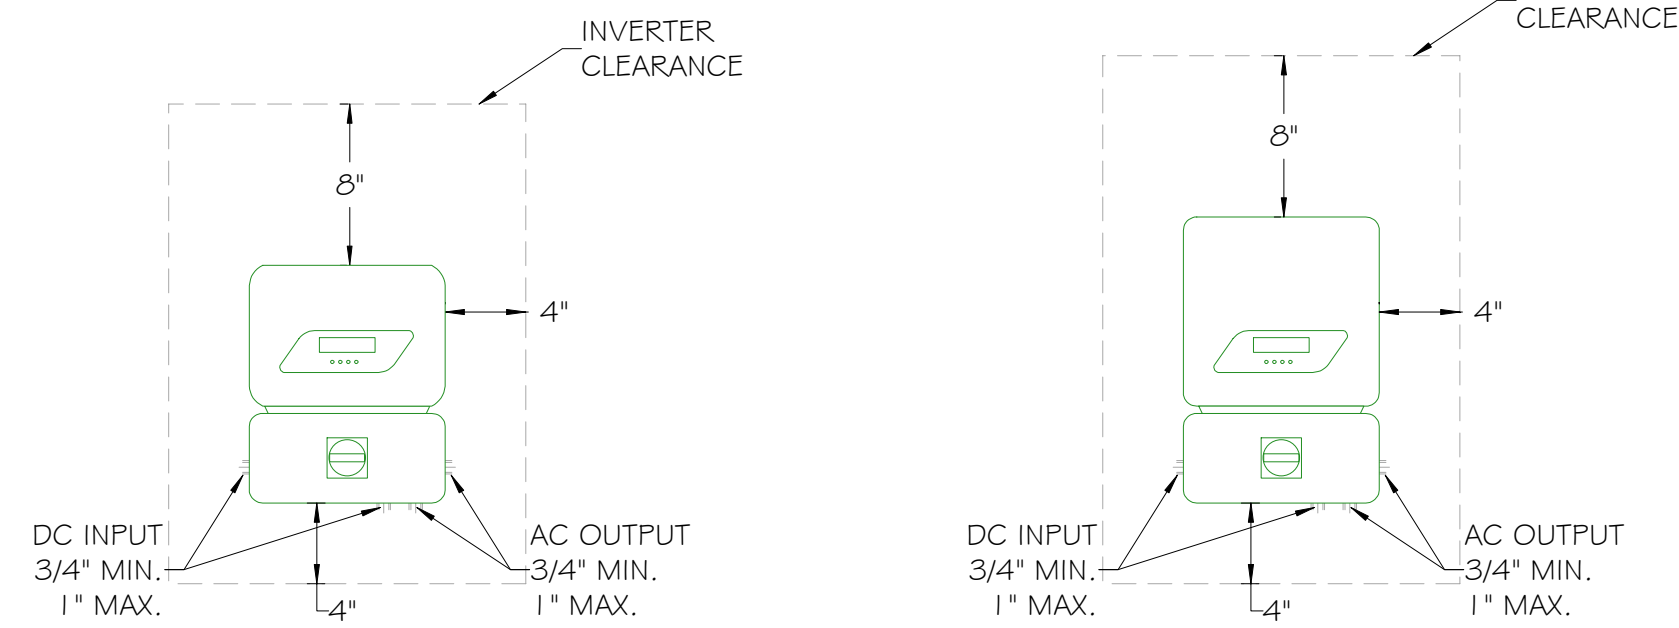 INVERTER
CLEARANCE
8"
4"
DC INPUT
3/4" MIN.
1" MAX.
4"
AC OUTPUT
3/4" MIN.
1" MAX.
CLEARANCE
8"
4"
DC INPUT
3/4" MIN.
1" MAX.
4"
AC OUTPUT
3/4" MIN.
1" MAX.